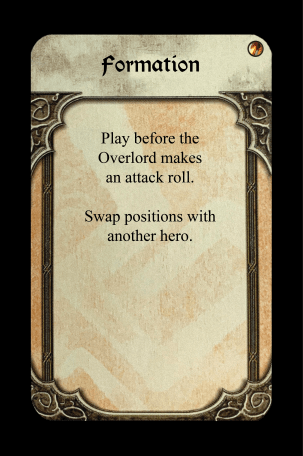 Formation
Play before the
Overlord makes
an attack roll.
Swap positions with
another hero.